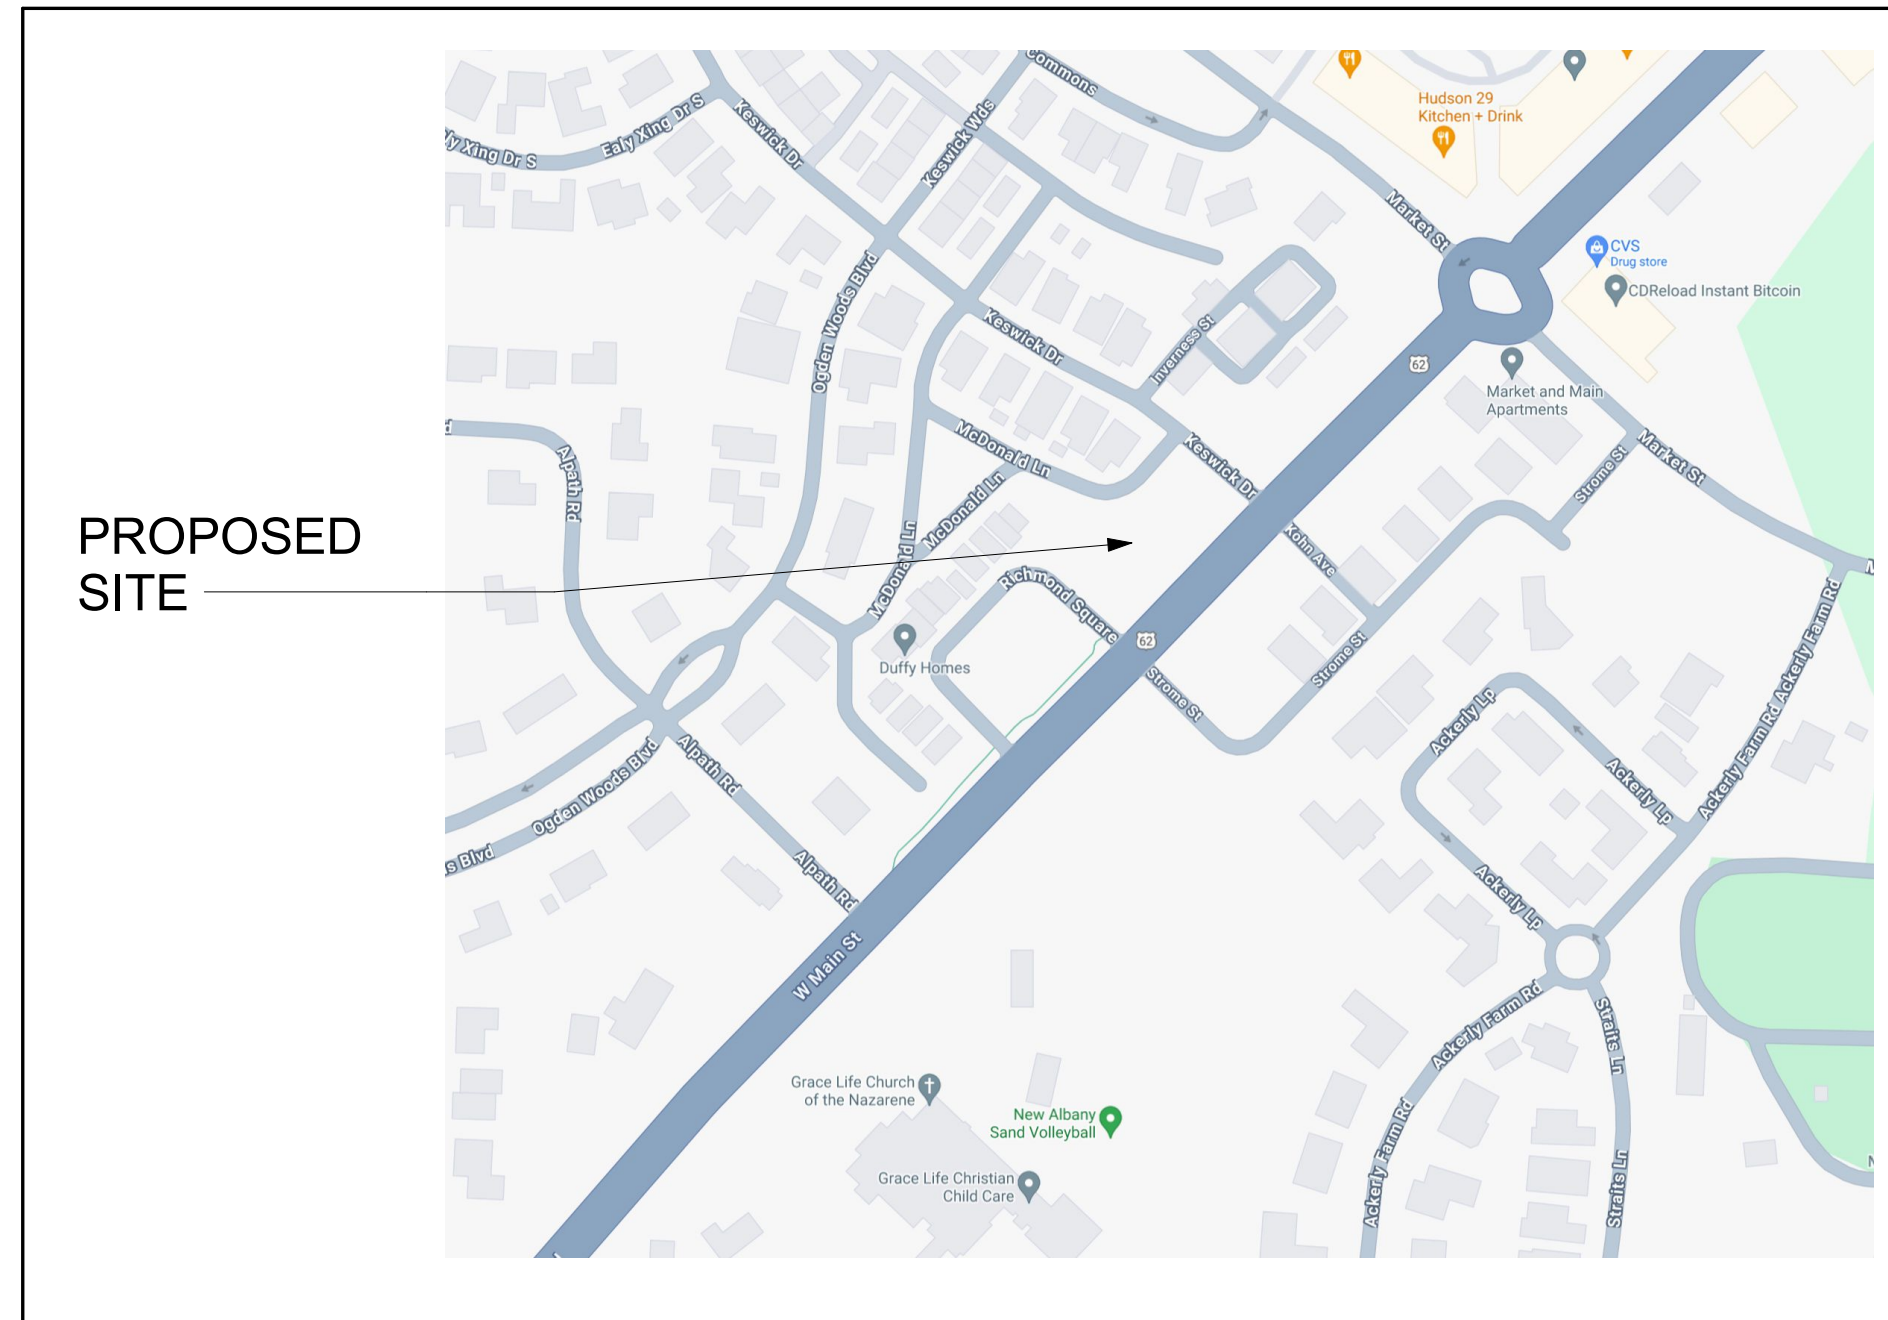 PROPOSED
SITE
Commons
Hudson 29
Kitchen + Drink
Ealy Xing Dr S
ly Xing Dr S
Keswick Dr
Keswick Wds
Market St
CVS
Drug store
CDReload Instant Bitcoin
Ogden Woods Blvd
Keswick Dr
Inverness St
62
Market and Main
Apartments
McDonald Ln
Keswick Dr
Market St
Strome St
Alpath Rd
McDonald Ln
McDonald Ln
McDonald Ln
Kohn Ave
Richmond Square
62
Duffy Homes
Strome St
Strome St
Ackerly Farm Rd
Ackerly Farm Rd
Ackerly Lp
Ackerly Lp
Ackerly Lp
Alpath Rd
Ogden Woods Blvd
s Blvd
Alpath Rd
W Main St
Ackerly Farm Rd
Straits Ln
Grace Life Church
of the Nazarene
New Albany
Sand Volleyball
Grace Life Christian
Child Care
Ackerly Farm Rd
Straits Ln